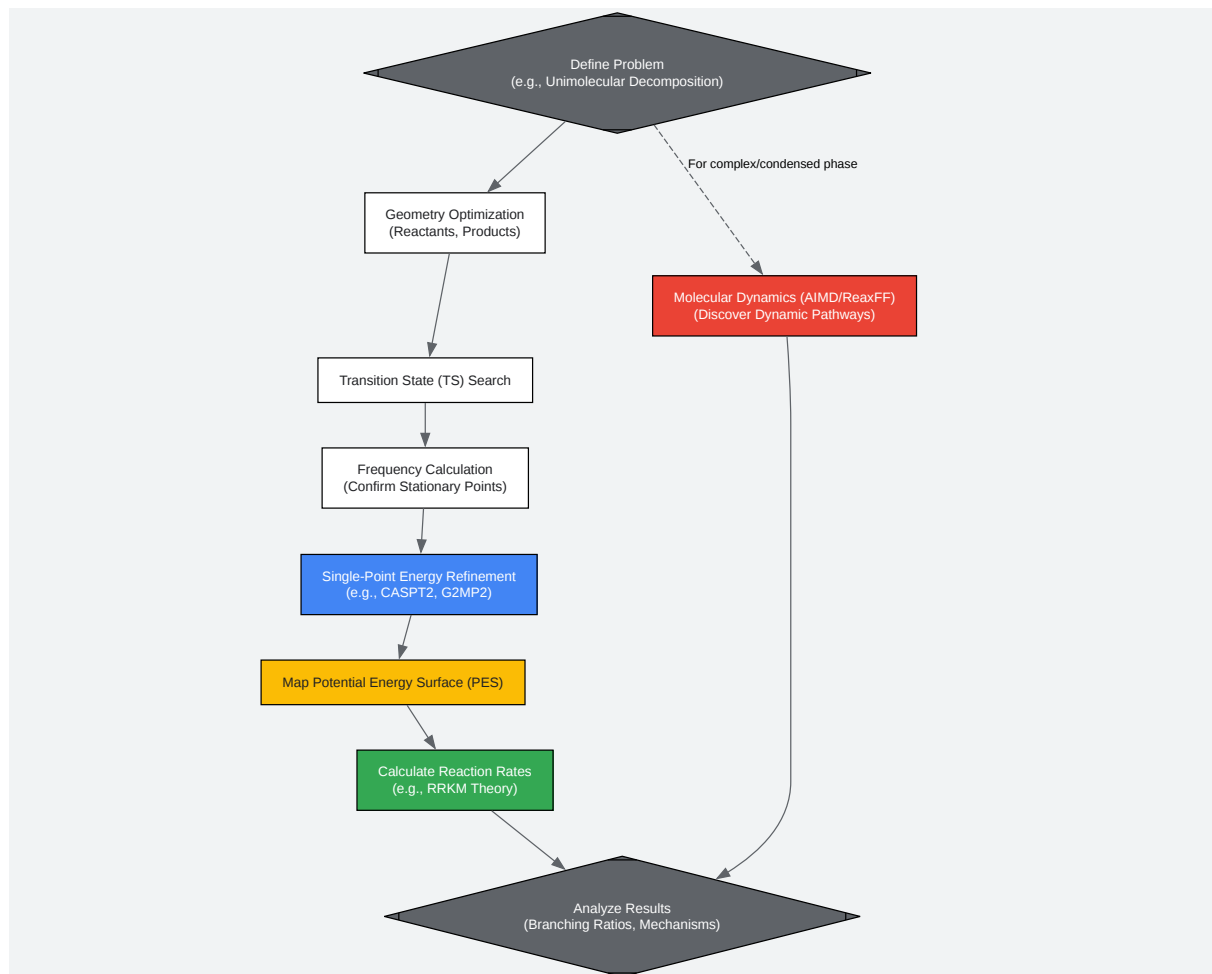 Define Problem
(e.g., Unimolecular Decomposition)
For complex/condensed phase
Geometry Optimization
(Reactants, Products)
Molecular Dynamics (AIMD/ReaxFF)
(Discover Dynamic Pathways)
Transition State (TS) Search
Frequency Calculation
(Confirm Stationary Points)
Single-Point Energy Refinement
(e.g., CASPT2, G2MP2)
Map Potential Energy Surface (PES)
Calculate Reaction Rates
(e.g., RRKM Theory)
Analyze Results
(Branching Ratios, Mechanisms)